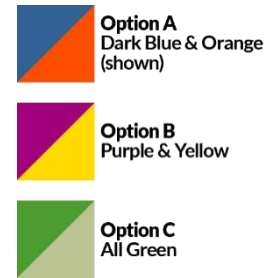 Option A
Dark Blue & Orange
(shown)
Option B
Purple & Yellow
Option C
All Green